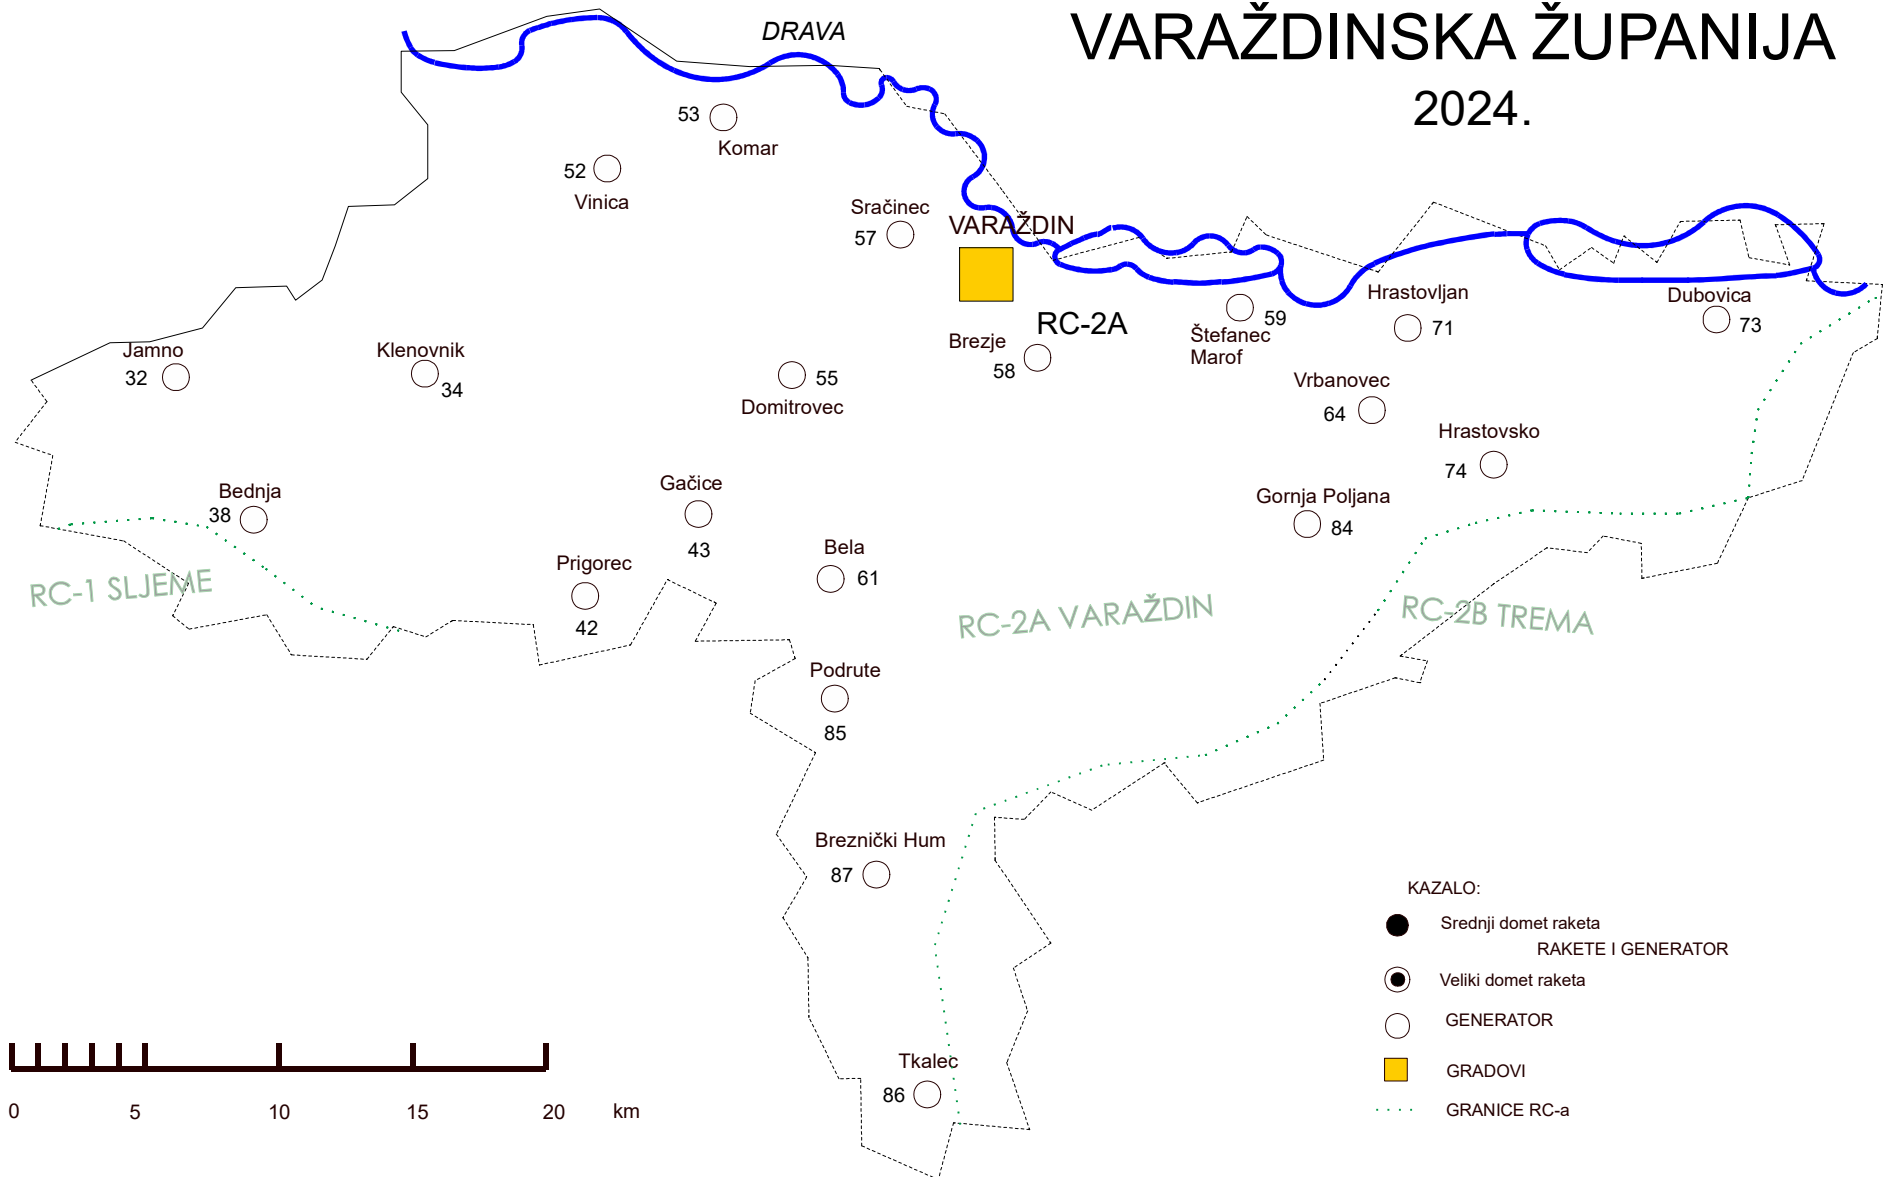 VARAŽDINSKA ŽUPANIJA
2024.
DRAVA
53
Komar
52
Vinica
Sračinec
57
VARAŽDIN
RC-2A
Brezje
58
Štefanec
Marof
59
Hrastovljan
71
Dubovica
73
Jamno
32
Klenovnik
34
55
Domitrovec
Vrbanovec
64
Hrastovsko
74
Bednja
38
Gačice
43
Gornja Poljana
84
Prigorec
42
Bela
61
RC-1 SLJEME
RC-2A VARAŽDIN
RC-2B TREMA
Podrute
85
Breznički Hum
87
Tkalec
86
KAZALO:
Srednji domet raketa
RAKETE I GENERATOR
Veliki domet raketa
GENERATOR
GRADOVI
GRANICE RC-a
0 5 10 15 20 km